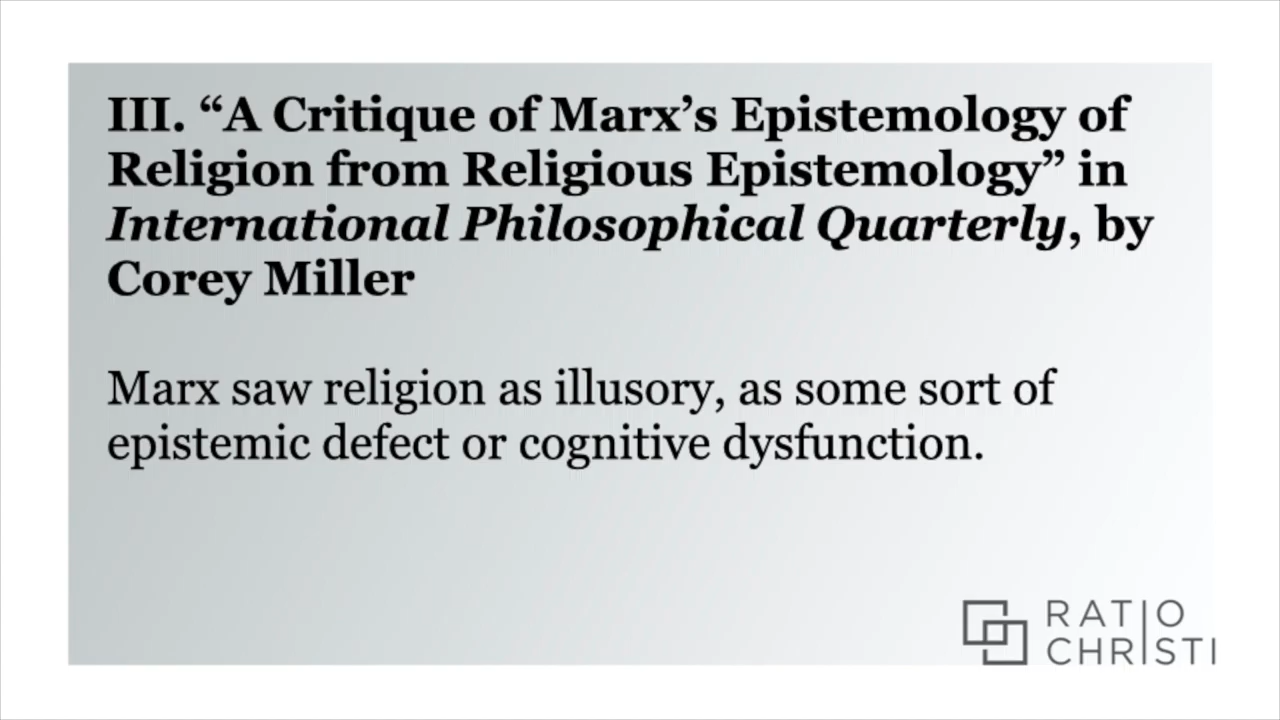 III. “A Critique of Marx’s Epistemology of
Religion from Religious Epistemology” in
International Philosophical Quarterly, by
Corey Miller
Marx saw religion as illusory, as some sort of
epistemic defect or cognitive dysfunction.
RATIO
CHRISTI